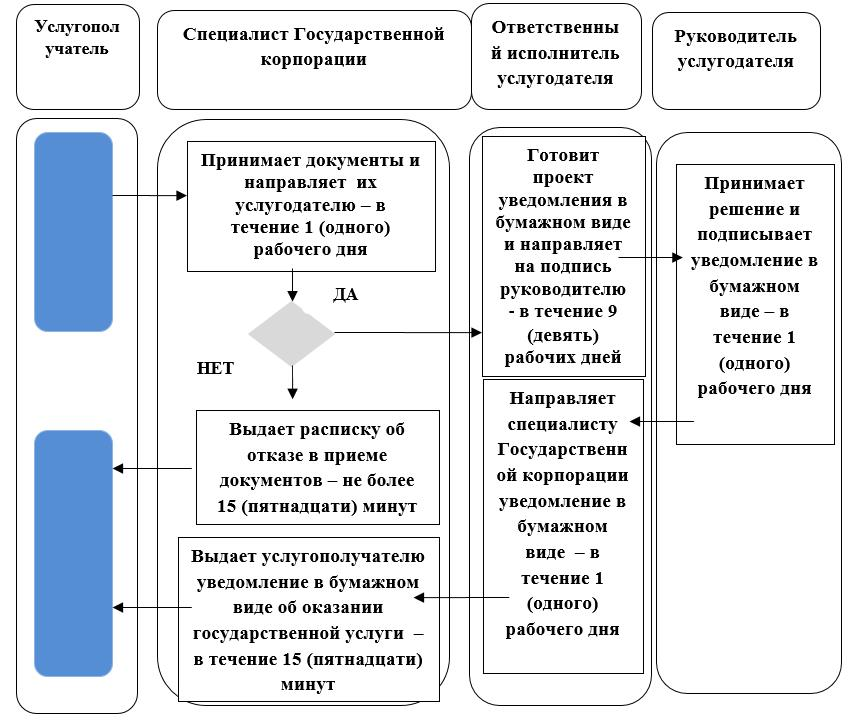 Услугопол
учатель
Специалист Государственной
корпорации
Ответственны
й исполнитель
услугодателя
Руководитель
услугодателя
Принимает документы и
направляет их
услугодателю – в
течение 1 (одного)
рабочего дня
ДА
НЕТ
Выдает расписку об
отказе в приеме
документов – не более
15 (пятнадцати) минут
Выдает услугополучателю
уведомление в бумажном
виде об оказании
государственной услуги –
в течение 15 (пятнадцати)
минут
Готовит
проект
уведомления в
бумажном виде
и направляет
на подпись
руководителю
- в течение 9
(девять)
рабочих дней
Направляет
специалисту
Государственн
ой корпорации
уведомление в
бумажном
виде – в
течение 1
(одного)
рабочего дня
Принимает
решение и
подписывает
уведомление в
бумажном
виде – в
течение 1
(одного)
рабочего дня